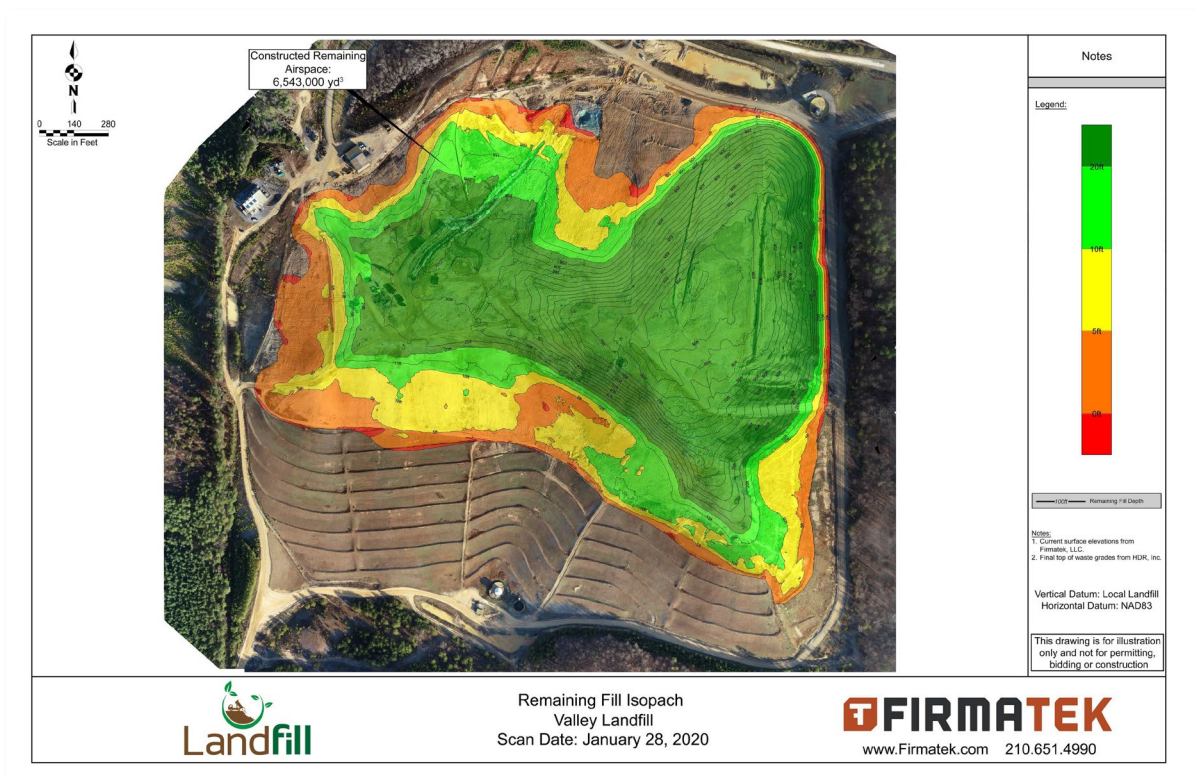 Constructed Remaining
Airspace:
6,543,000 yd³
N
0 140 280
Scale in Feet
Notes
Legend:
20ft
10ft
5ft
0ft
100ft Remaining Fill Depth
Notes:
1. Current surface elevations from
Firmatek, LLC.
2. Final top of waste grades from HDR, Inc.
Vertical Datum: Local Landfill
Horizontal Datum: NAD83
This drawing is for illustration
only and not for permitting,
bidding or construction
Landfill
Remaining Fill Isopach
Valley Landfill
Scan Date: January 28, 2020
FIRMATEK
www.Firmatek.com 210.651.4990